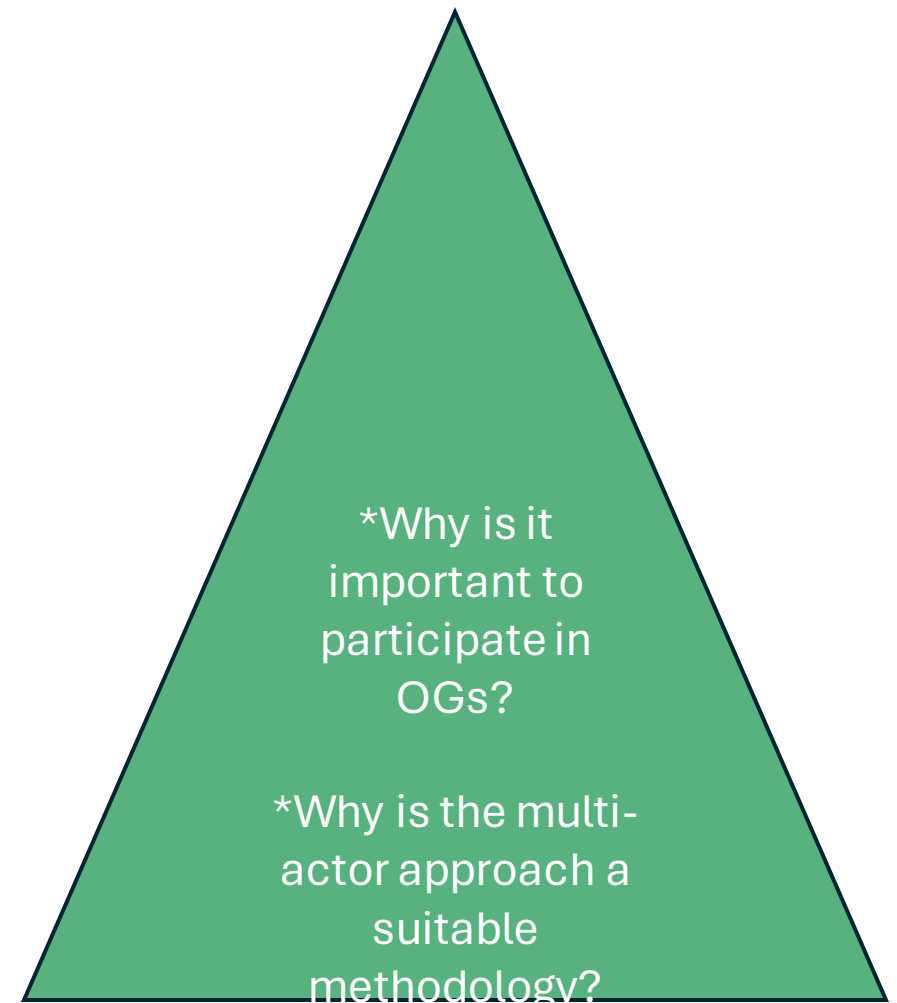 *Why is it
important to
participate in
OGs?
*Why is the multi-
actor approach a
suitable
methodology?